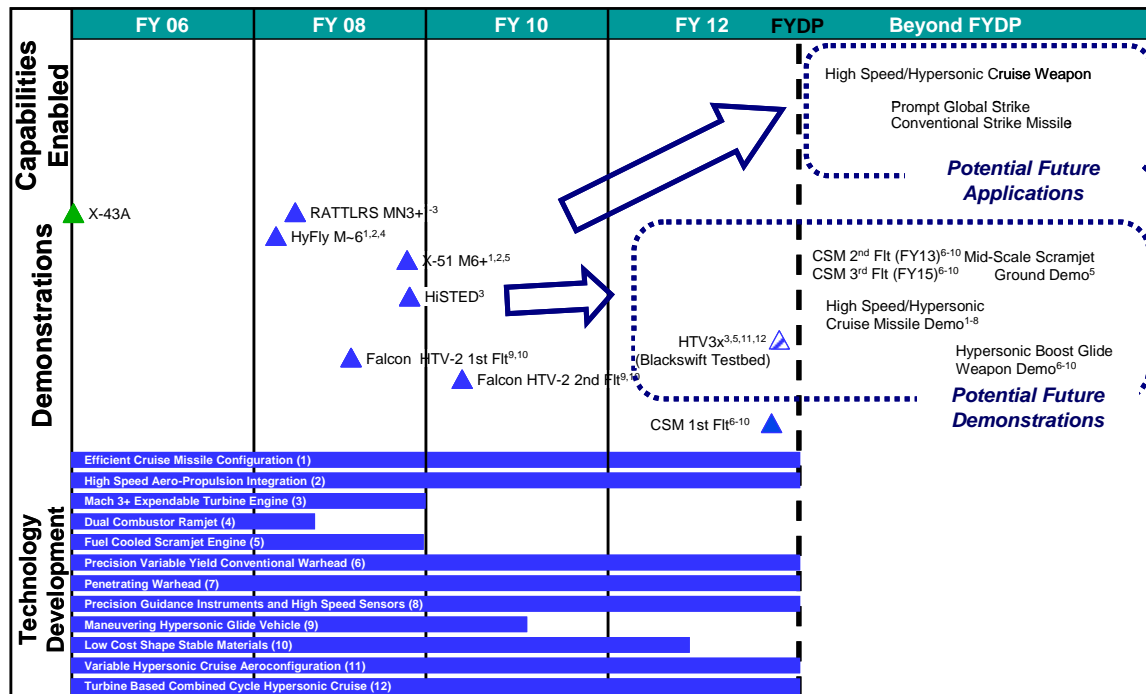 FY 06 FY 08 FY 10 FY 12 FYDP Beyond FYDP
Capabilities
Enabled
High Speed/Hypersonic Cruise Weapon
Prompt Global Strike
Conventional Strike Missile
Potential Future
Applications
Demonstrations
X-43A
RATTLRS MN3+1-3
HyFly M~61,2,4
X-51 M6+1,2,5
HiSTED3
Falcon HTV-2 1st Flt9,10
Falcon HTV-2 2nd Flt9,10
HTV3x3,5,11,12
(Blackswift Testbed)
CSM 1st Flt6-10
CSM 2nd Flt (FY13)6-10 Mid-Scale Scramjet
CSM 3rd Flt (FY15)6-10 Ground Demo5
High Speed/Hypersonic
Cruise Missile Demo1-8
Hypersonic Boost Glide
Weapon Demo6-10
Potential Future
Demonstrations
Technology
Development
Efficient Cruise Missile Configuration (1)
High Speed Aero-Propulsion Integration (2)
Mach 3+ Expendable Turbine Engine (3)
Dual Combustor Ramjet (4)
Fuel Cooled Scramjet Engine (5)
Precision Variable Yield Conventional Warhead (6)
Penetrating Warhead (7)
Precision Guidance Instruments and High Speed Sensors (8)
Maneuvering Hypersonic Glide Vehicle (9)
Low Cost Shape Stable Materials (10)
Variable Hypersonic Cruise Aeroconfiguration (11)
Turbine Based Combined Cycle Hypersonic Cruise (12)